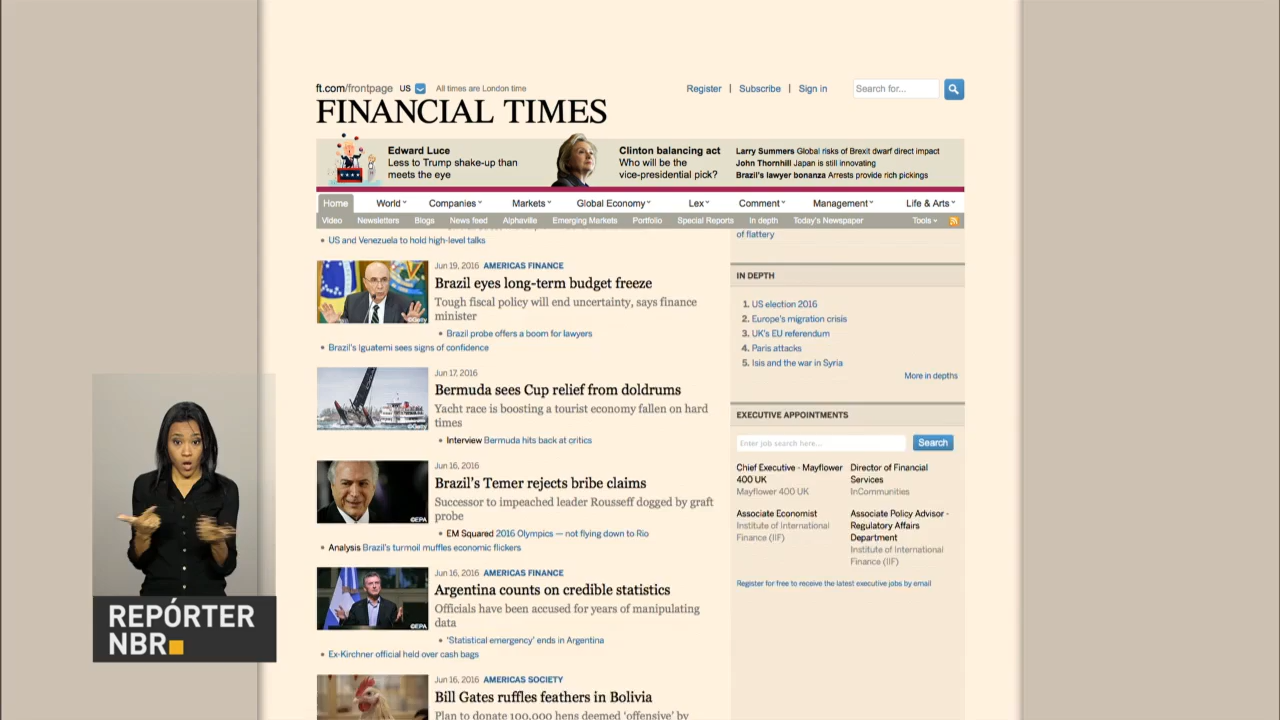 ft.com/frontpage US All times are London time
Register | Subscribe | Sign in
Search for...
FINANCIAL TIMES
Edward Luce
Less to Trump shake-up than
meets the eye
Clinton balancing act
Who will be the
vice-presidential pick?
Larry Summers Global risks of Brexit dwarf direct impact
John Thornhill Japan is still innovating
Brazil's lawyer bonanza Arrests provide rich pickings
Home World Companies Markets Global Economy Lex Comment Management Life & Arts
Video Newsletters Blogs News feed Alphaville Emerging Markets Portfolio Special Reports In depth Today's Newspaper Tools
• US and Venezuela to hold high-level talks
Jun 19, 2016 AMERICAS FINANCE
Brazil eyes long-term budget freeze
Tough fiscal policy will end uncertainty, says finance
minister
• Brazil probe offers a boom for lawyers
• Brazil's Iguatemi sees signs of confidence
©Getty
Jun 17, 2016
Bermuda sees Cup relief from doldrums
Yacht race is boosting a tourist economy fallen on hard
times
• Interview Bermuda hits back at critics
©Getty
Jun 16, 2016
Brazil's Temer rejects bribe claims
Successor to impeached leader Rousseff dogged by graft
probe
• EM Squared 2016 Olympics — not flying down to Rio
• Analysis Brazil's turmoil muffles economic flickers
©EPA
Jun 16, 2016 AMERICAS FINANCE
Argentina counts on credible statistics
Officials have been accused for years of manipulating
data
• 'Statistical emergency' ends in Argentina
• Ex-Kirchner official held over cash bags
©EPA
Jun 16, 2016 AMERICAS SOCIETY
Bill Gates ruffles feathers in Bolivia
Plan to donate 100,000 hens deemed 'offensive' by
of flattery
IN DEPTH
1. US election 2016
2. Europe's migration crisis
3. UK's EU referendum
4. Paris attacks
5. Isis and the war in Syria
More in depths
EXECUTIVE APPOINTMENTS
Enter job search here...
Search
Chief Executive - Mayflower
400 UK
Mayflower 400 UK
Director of Financial
Services
InCommunities
Associate Economist
Institute of International
Finance (IIF)
Associate Policy Advisor -
Regulatory Affairs
Department
Institute of International
Finance (IIF)
Register for free to receive the latest executive jobs by email
REPÓRTER
NBR